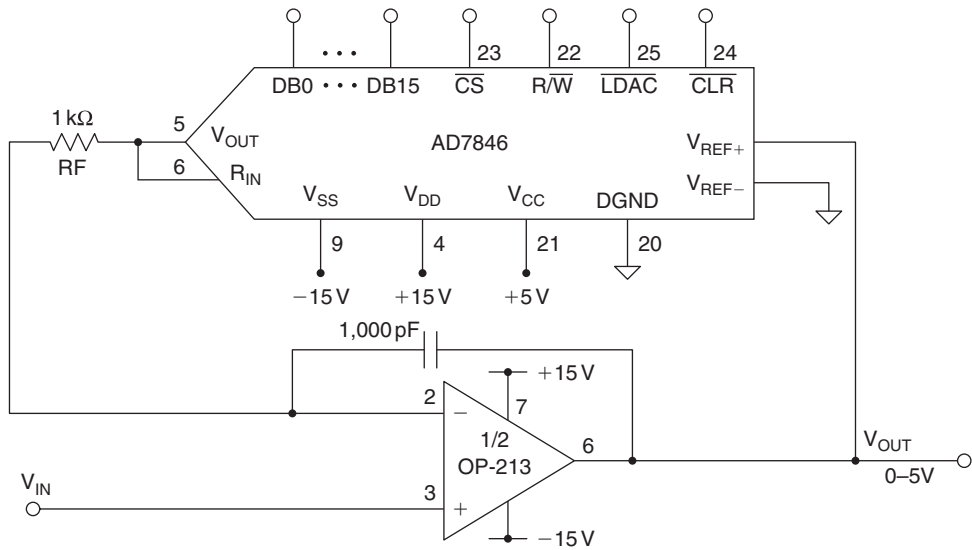 23 22 25 24
DB0 ••• DB15 CS R/W LDAC CLR
1 kΩ
RF
5
6
VOUT
RIN
AD7846
VREF+
VREF−
VSS VDD VCC DGND
9 4 21 20
−15 V +15 V +5 V
1,000 pF
+15 V
2
−
7
1/2
OP-213
6
VOUT
0–5V
VIN
3
+
−15 V